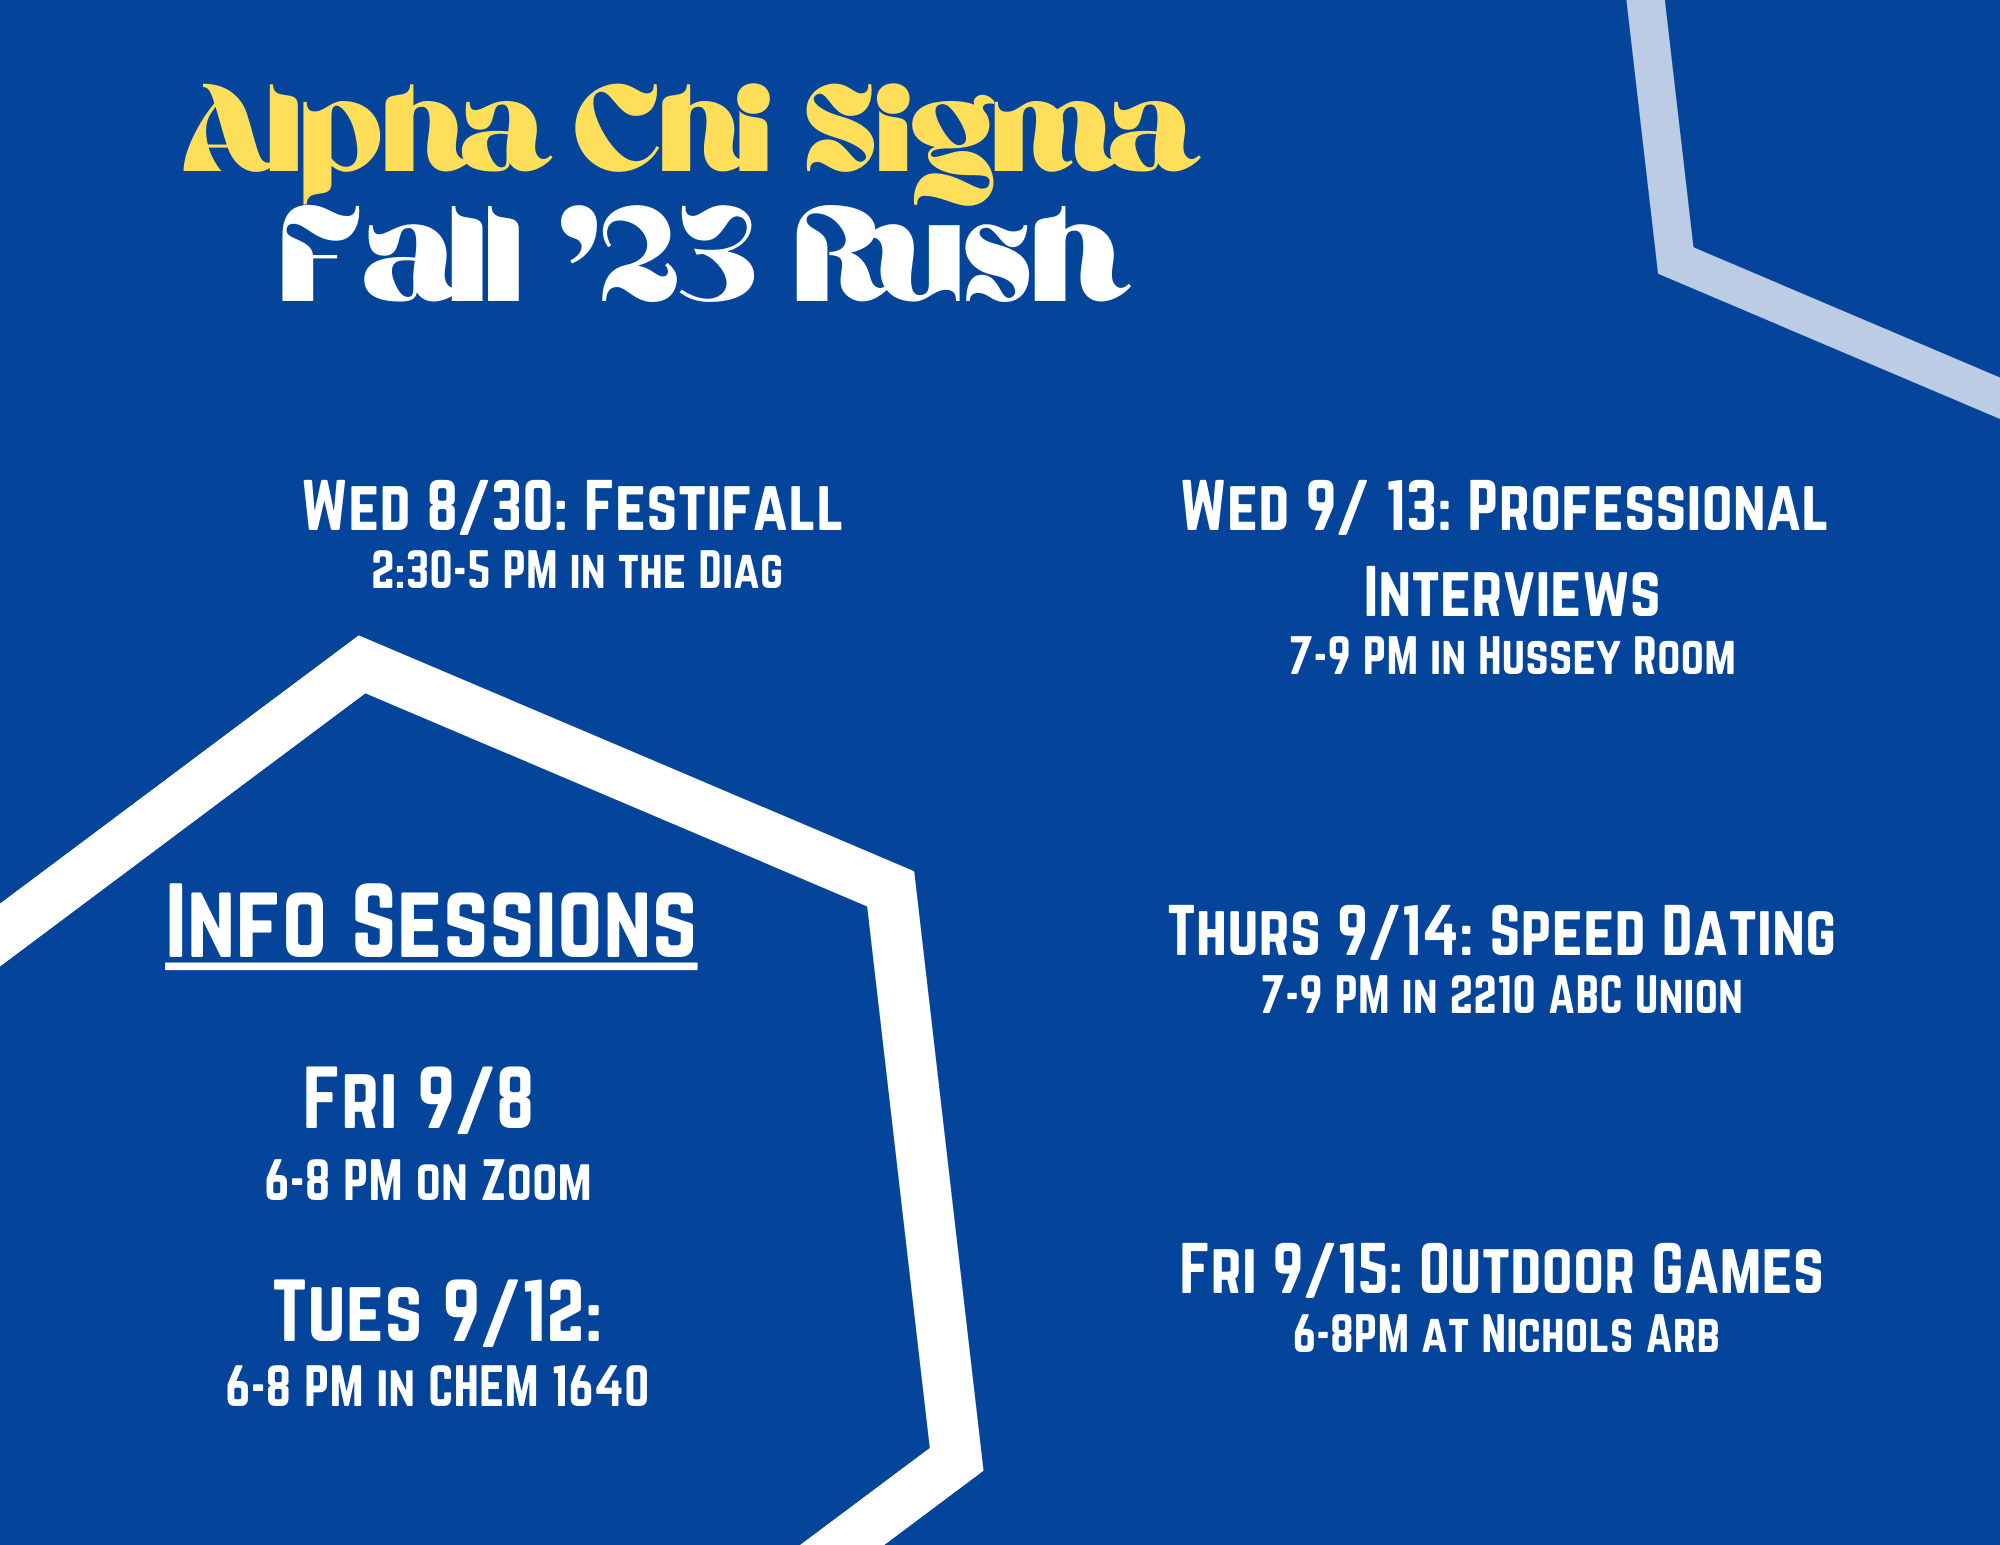 Alpha Chi Sigma
Fall '23 Rush
Wed 8/30: Festifall
2:30-5 PM in the Diag
Info Sessions
Fri 9/8
6-8 PM on Zoom
Tues 9/12:
6-8 PM in CHEM 1640
Wed 9/ 13: Professional
Interviews
7-9 PM in Hussey Room
Thurs 9/14: Speed Dating
7-9 PM in 2210 ABC Union
Fri 9/15: Outdoor Games
6-8PM at Nichols Arb